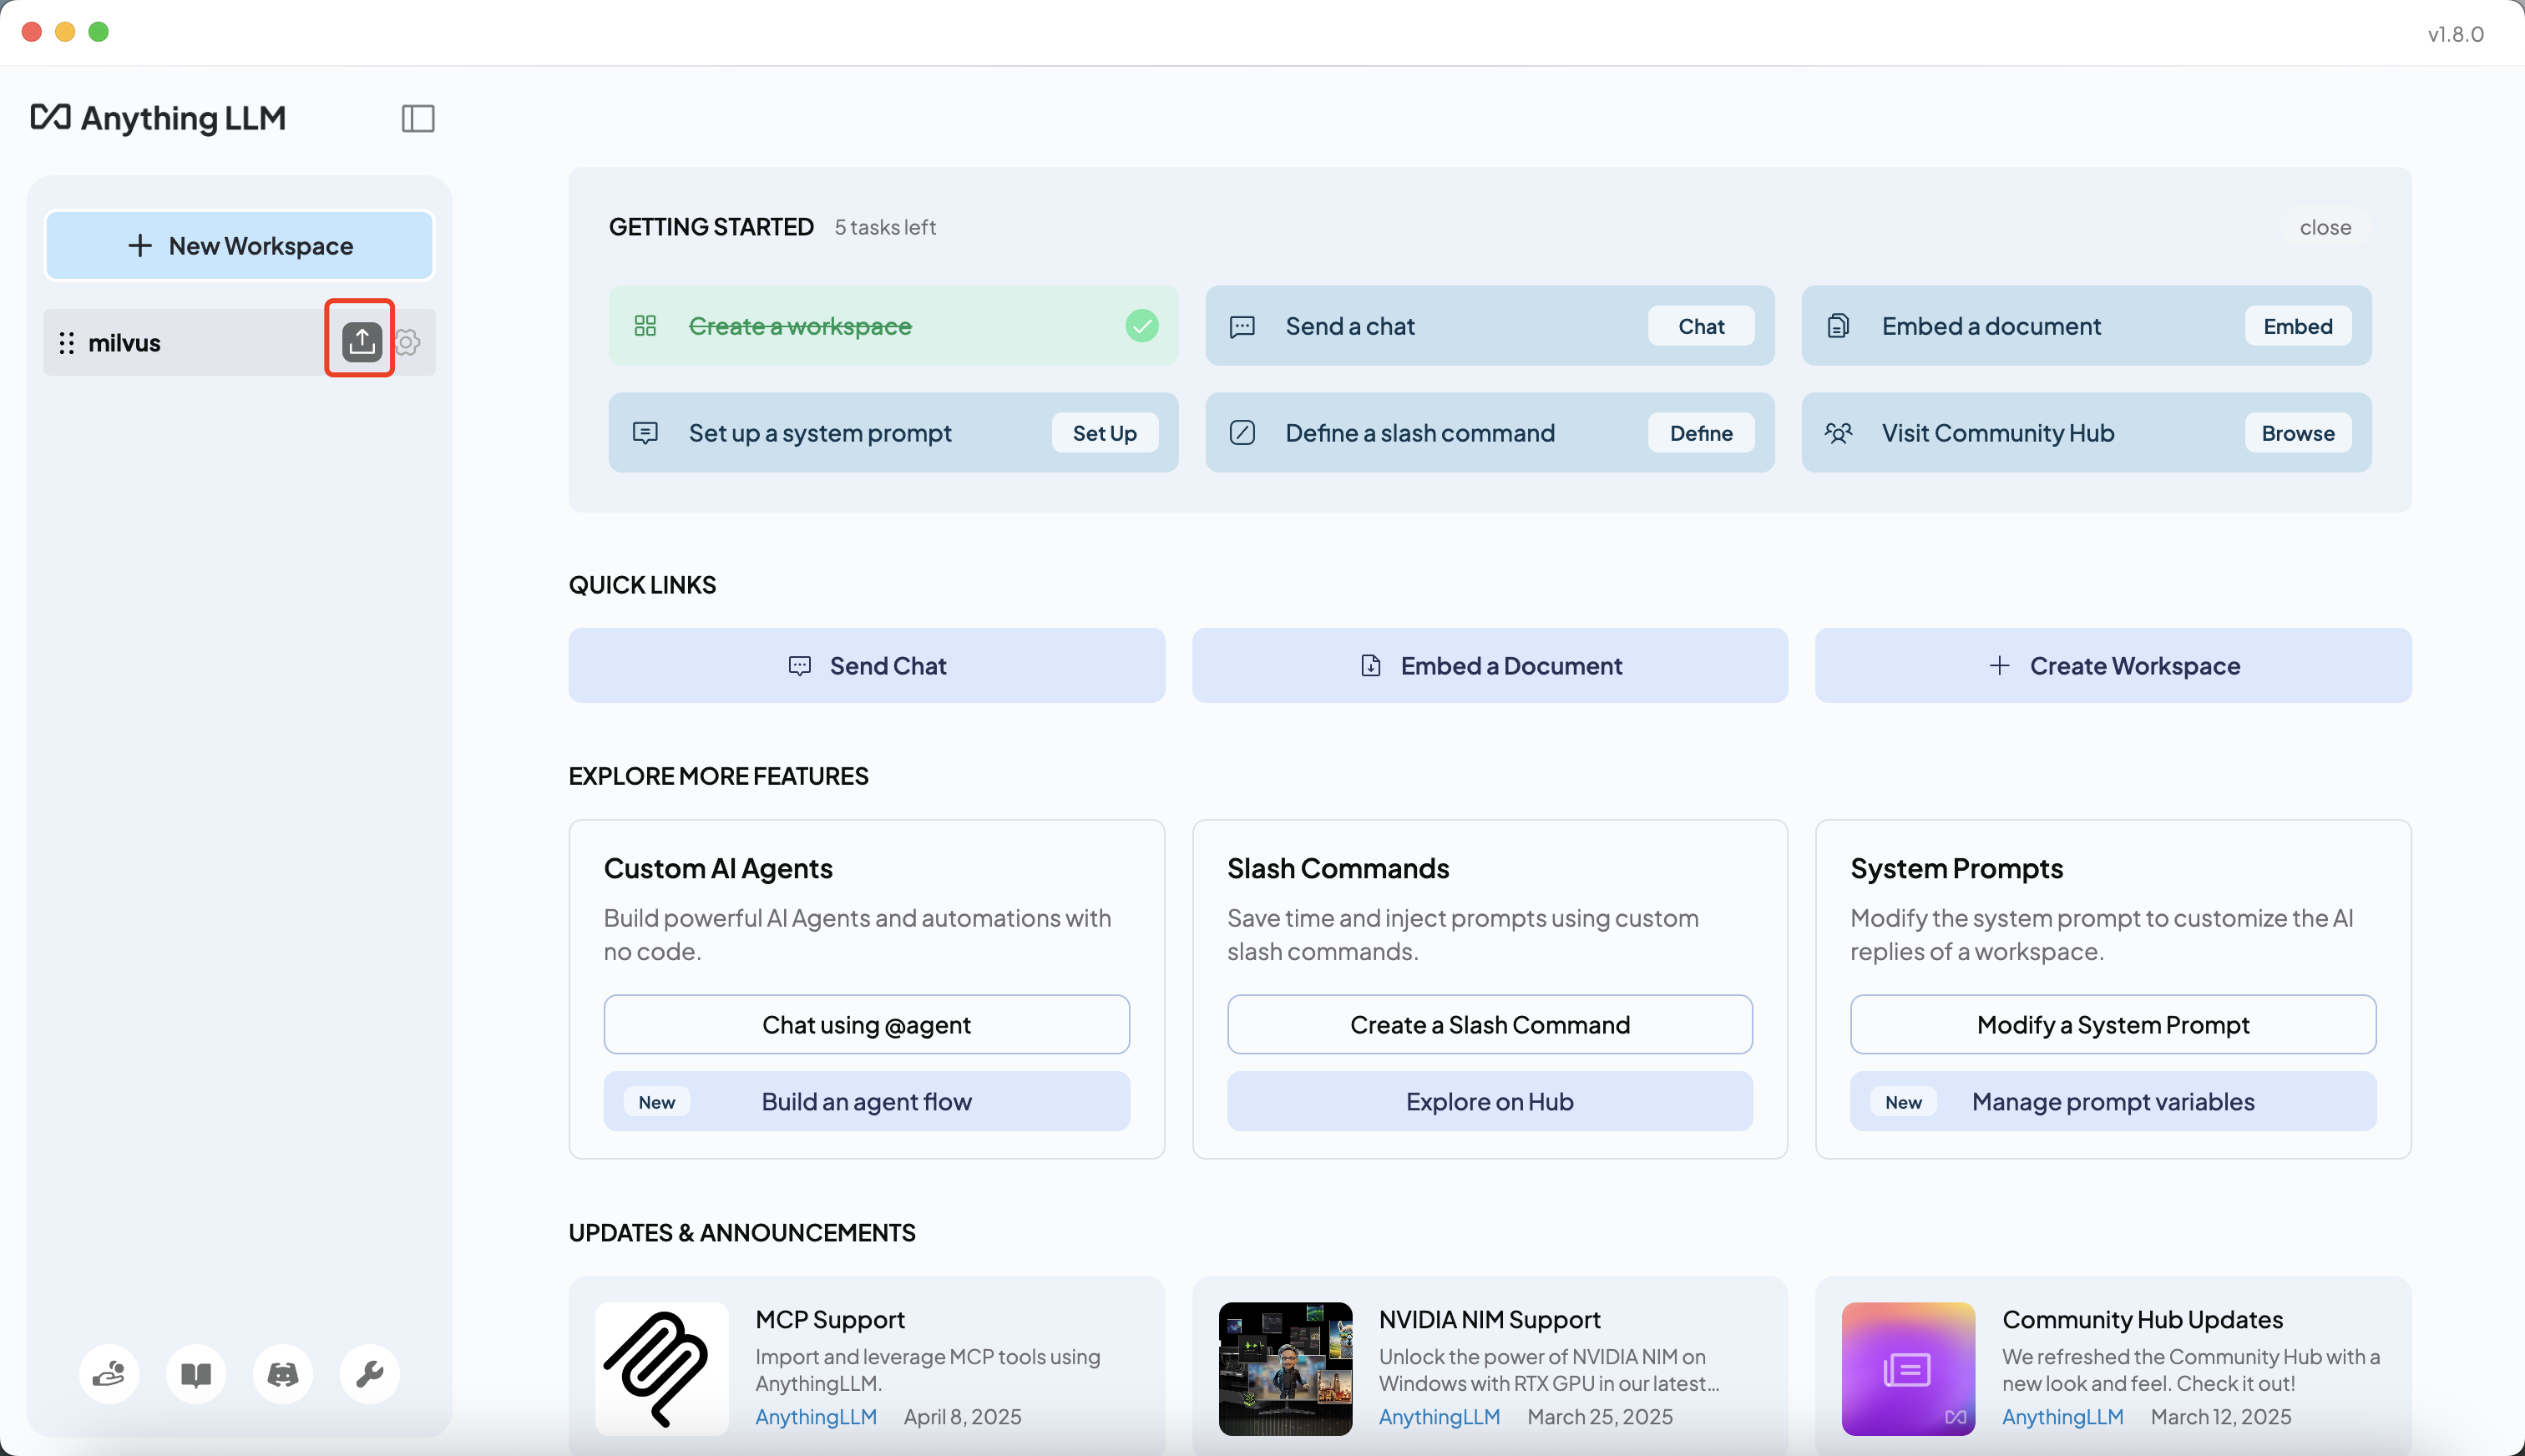 v1.8.0
Anything LLM
New Workspace
milvus
GETTING STARTED 5 tasks left close
Create a workspace
Send a chat Chat
Embed a document Embed
Set up a system prompt Set Up
Define a slash command Define
Visit Community Hub Browse
QUICK LINKS
Send Chat
Embed a Document
Create Workspace
EXPLORE MORE FEATURES
Custom AI Agents
Build powerful AI Agents and automations with
no code.
Chat using @agent
New Build an agent flow
Slash Commands
Save time and inject prompts using custom
slash commands.
Create a Slash Command
Explore on Hub
System Prompts
Modify the system prompt to customize the AI
replies of a workspace.
Modify a System Prompt
New Manage prompt variables
UPDATES & ANNOUNCEMENTS
MCP Support
Import and leverage MCP tools using
AnythingLLM.
AnythingLLM April 8, 2025
NVIDIA NIM Support
Unlock the power of NVIDIA NIM on
Windows with RTX GPU in our latest...
AnythingLLM March 25, 2025
Community Hub Updates
We refreshed the Community Hub with a
new look and feel. Check it out!
AnythingLLM March 12, 2025